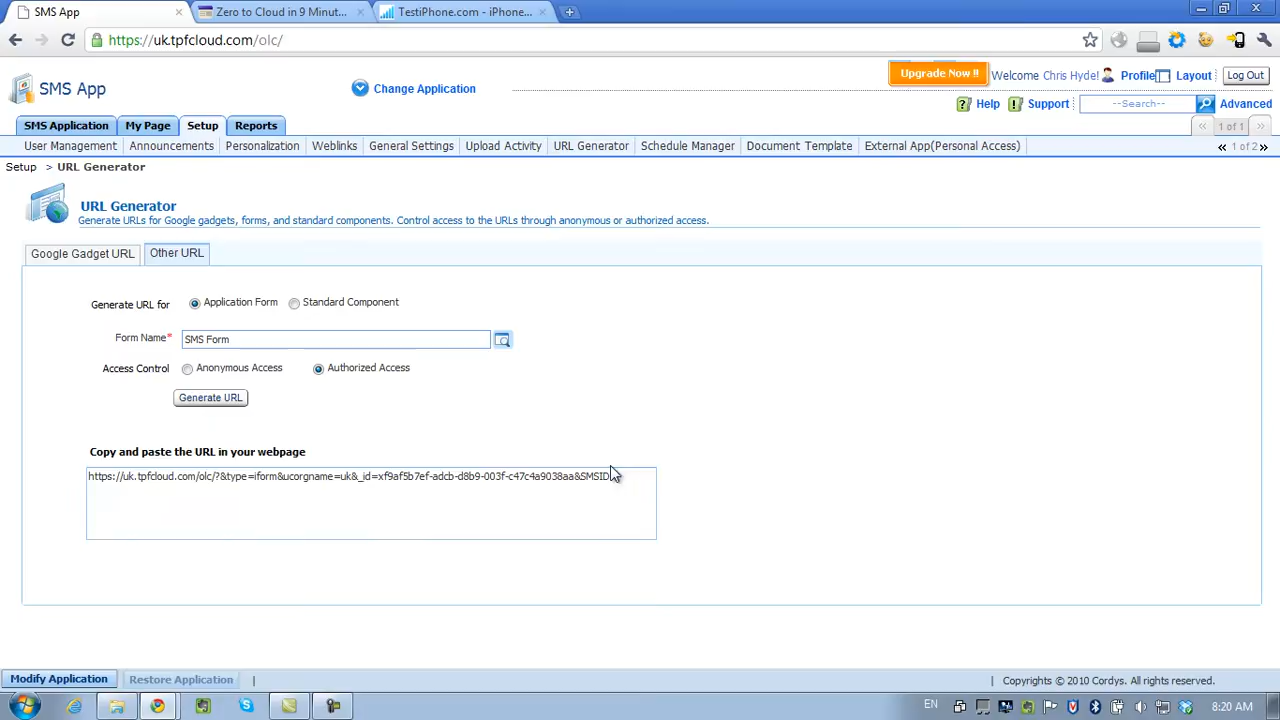 SMS App
Zero to Cloud in 9 Minut...
TestiPhone.com - iPhone...
https://uk.tpfcloud.com/olc/
SMS App
Change Application
Upgrade Now !!
Welcome Chris Hyde!
Profile
Layout
Log Out
Help
Support
--Search--
Advanced
SMS Application
My Page
Setup
Reports
1 of 1
User Management
Announcements
Personalization
Weblinks
General Settings
Upload Activity
URL Generator
Schedule Manager
Document Template
External App(Personal Access)
1 of 2
Setup > URL Generator
URL Generator
Generate URLs for Google gadgets, forms, and standard components. Control access to the URLs through anonymous or authorized access.
Google Gadget URL
Other URL
Generate URL for
Application Form
Standard Component
Form Name*
SMS Form
Access Control
Anonymous Access
Authorized Access
Generate URL
Copy and paste the URL in your webpage
https://uk.tpfcloud.com/olc/?&type=iform&ucorgname=uk&_id=xf9af5b7ef-adcb-d8b9-003f-c47c4a9038aa&SMSID
Modify Application
Restore Application
|
| Copyrights © 2010 Cordys. All rights reserved.
EN
8:20 AM